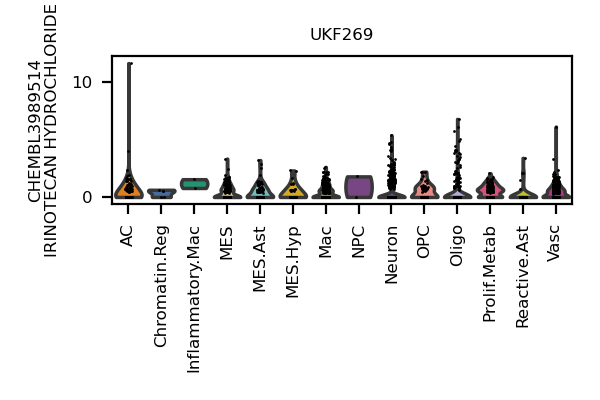 UKF269
CHEMBL3989514
IRINOTECAN HYDROCHLORIDE
10
0
AC
Chromatin.Reg
Inflammatory.Mac
MES
MES.Ast
MES.Hyp
Mac
NPC
Neuron
OPC
Oligo
Prolif.Metab
Reactive.Ast
Vasc